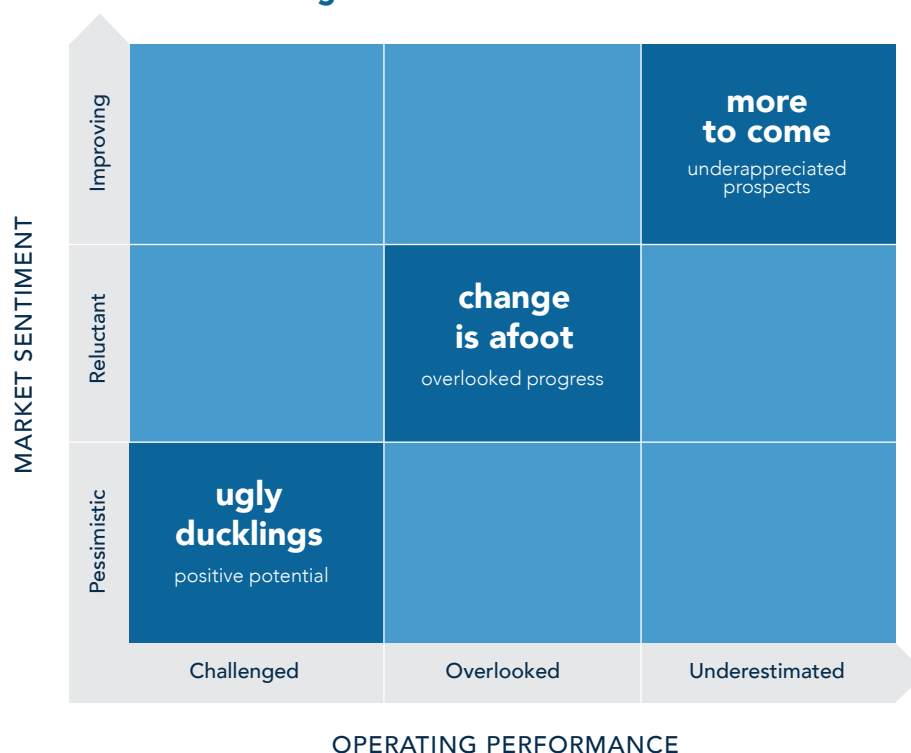 MARKET SENTIMENT
Improving
more
to come
underappreciated
prospects
Reluctant
change
is afoot
overlooked progress
Pessimistic
ugly
ducklings
positive potential
Challenged
Overlooked
Underestimated
OPERATING PERFORMANCE